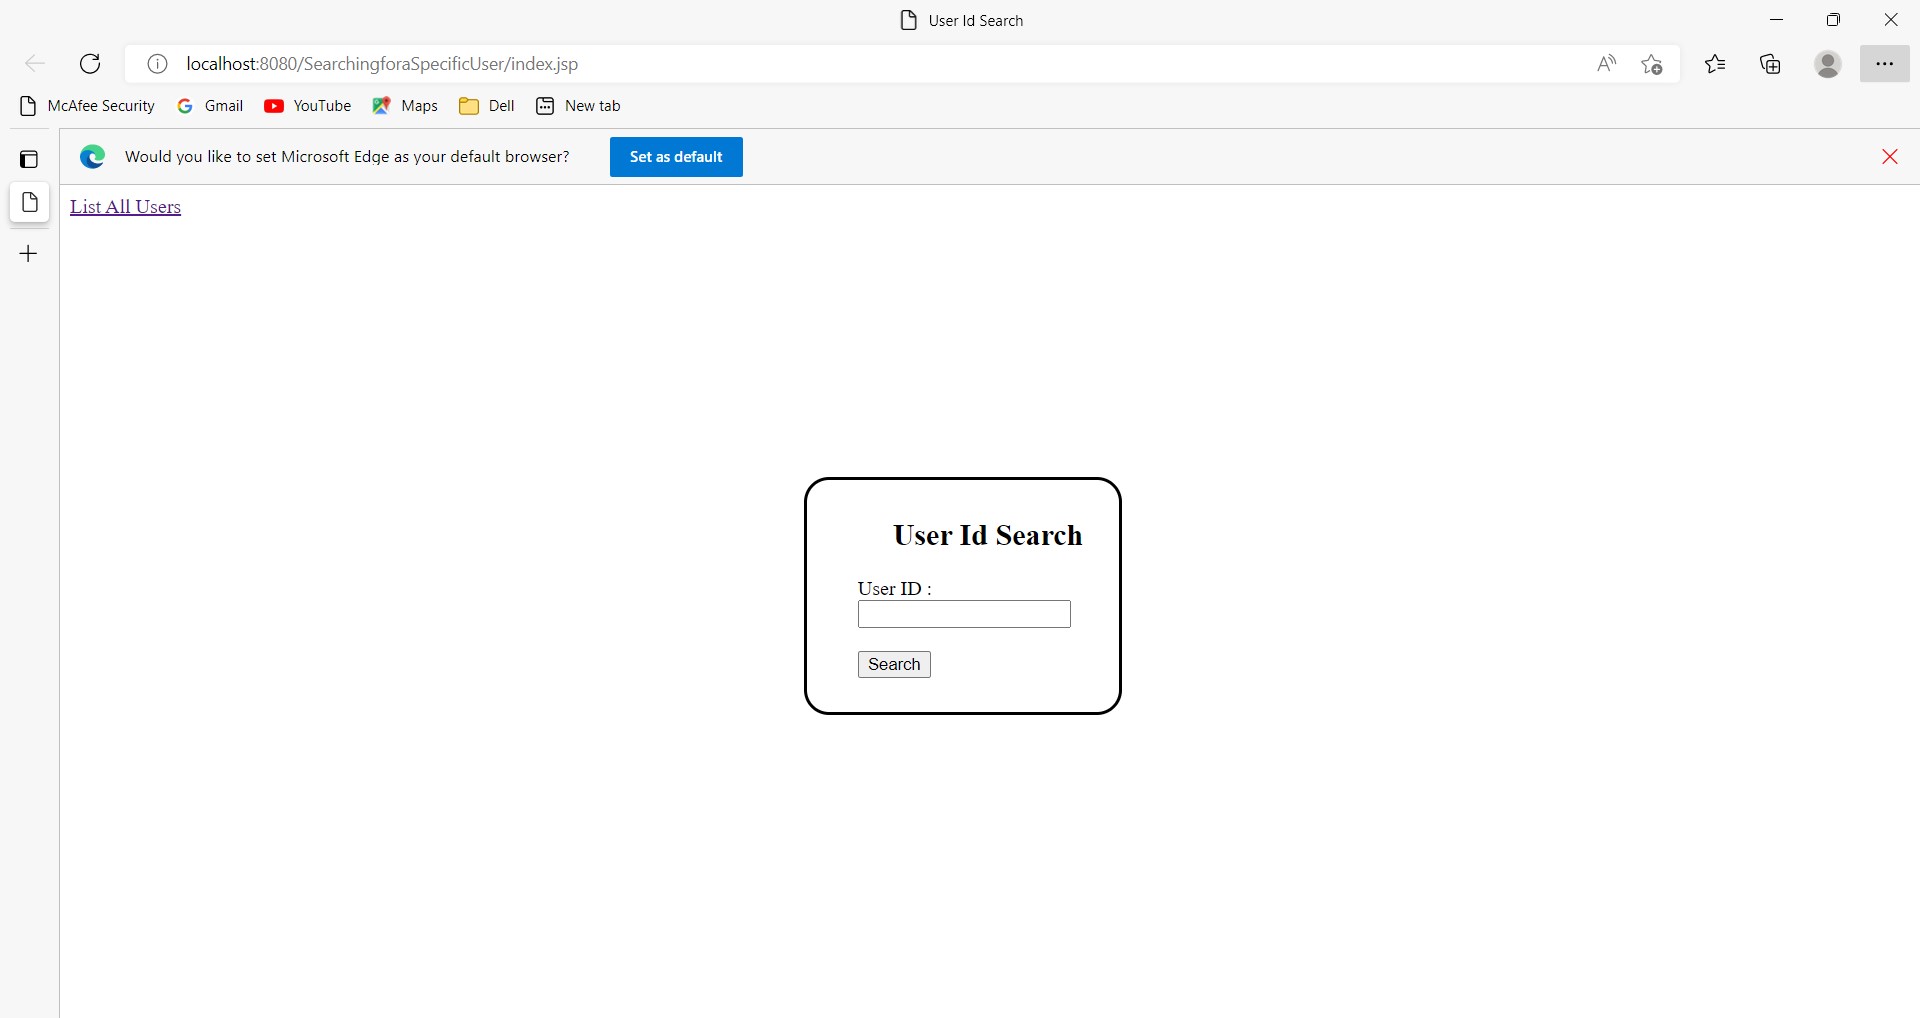 User Id Search
localhost:8080/SearchingforaSpecificUser/index.jsp
McAfee Security Gmail YouTube Maps Dell New tab
Would you like to set Microsoft Edge as your default browser? Set as default
List All Users
User Id Search
User ID :
Search